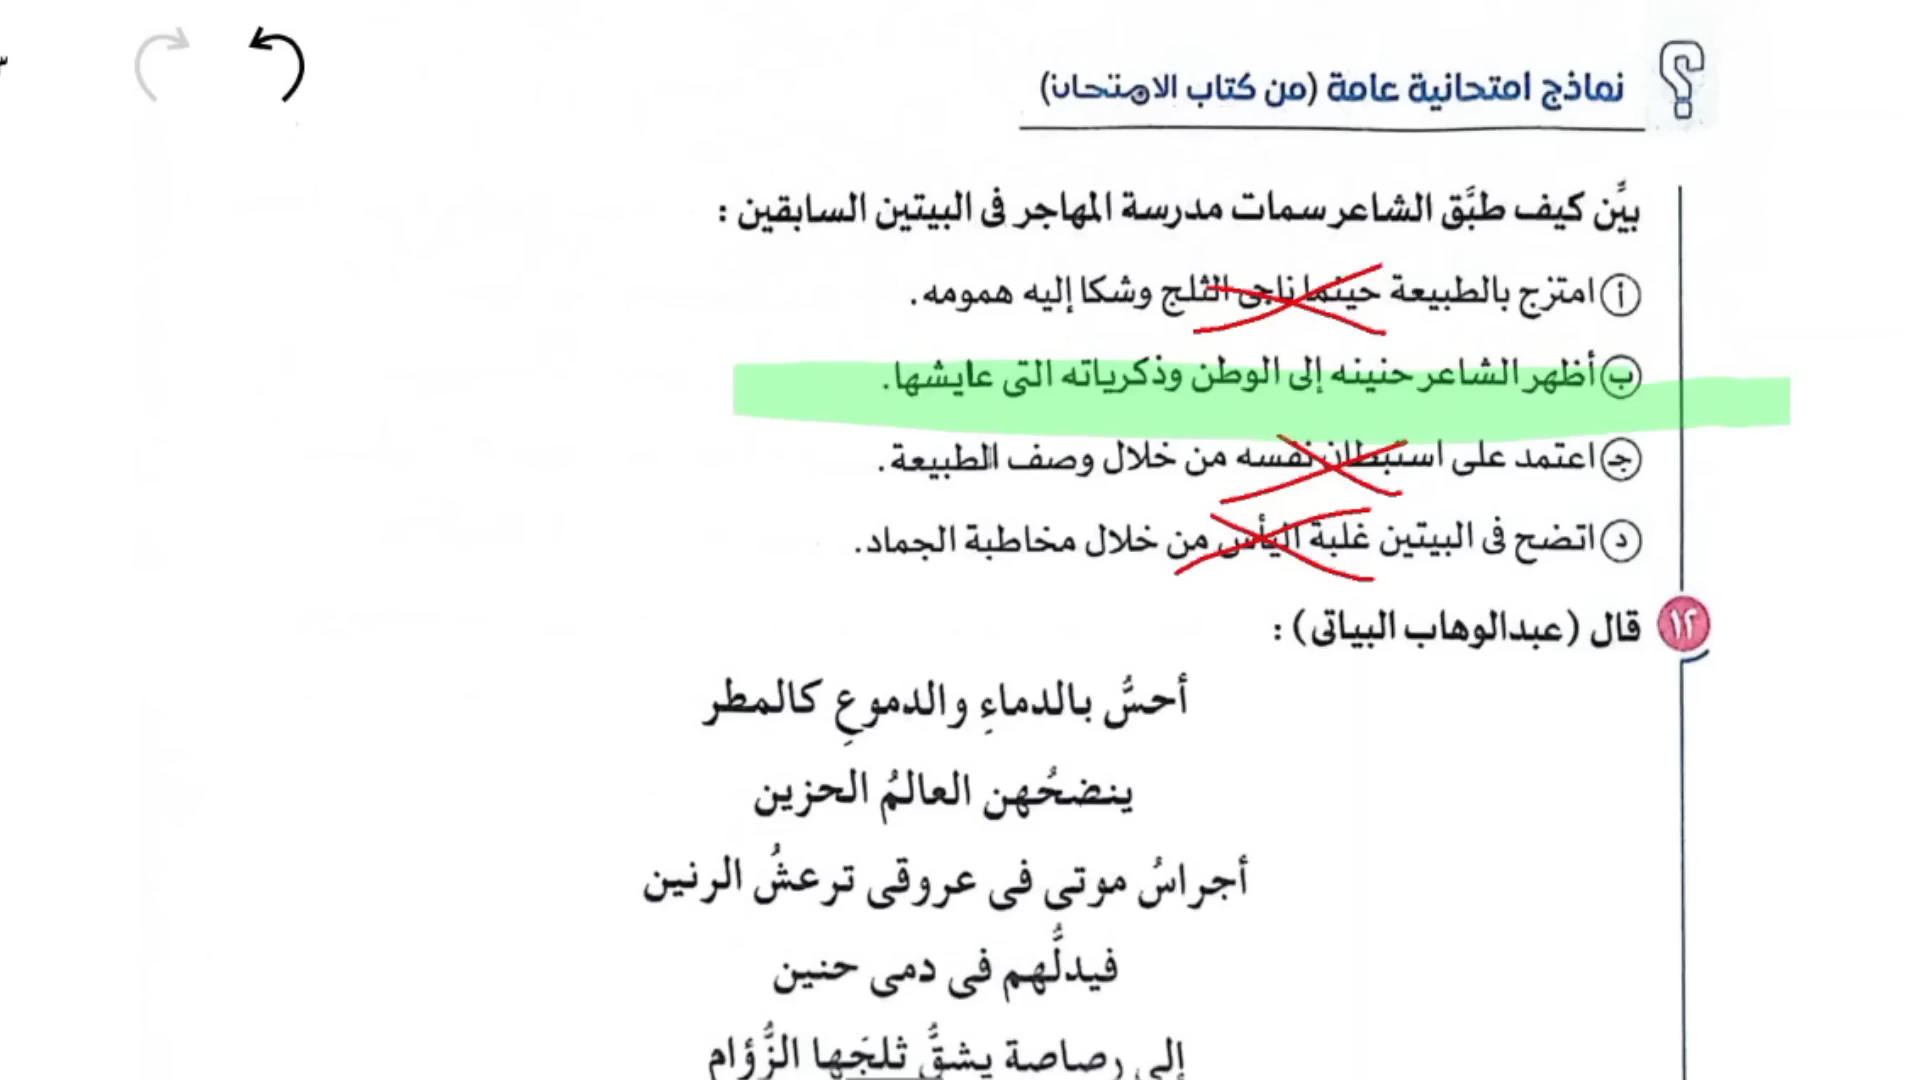 ٣
نماذج امتحانية عامة (من كتاب الامتحان)
بيِّن كيف طبَّق الشاعر سمات مدرسة المهاجر فى البيتين السابقين :
أ امتزج بالطبيعة حينما ناجى الثلج وشكا إليه همومه.
ب أظهر الشاعر حنينه إلى الوطن وذكرياته التى عايشها.
ج اعتمد على استبطان نفسه من خلال وصف الطبيعة.
د اتضح فى البيتين غلبة اليأس من خلال مخاطبة الجماد.
١٢ قال (عبدالوهاب البياتى) :
أحسُّ بالدماءِ والدموعِ كالمطر
ينضحُهن العالمُ الحزين
أجراسُ موتى فى عروقى ترعشُ الرنين
فيدلَّهم فى دمى حنين
إلى رصاصة يشقُّ ثلجَها الزُّؤام